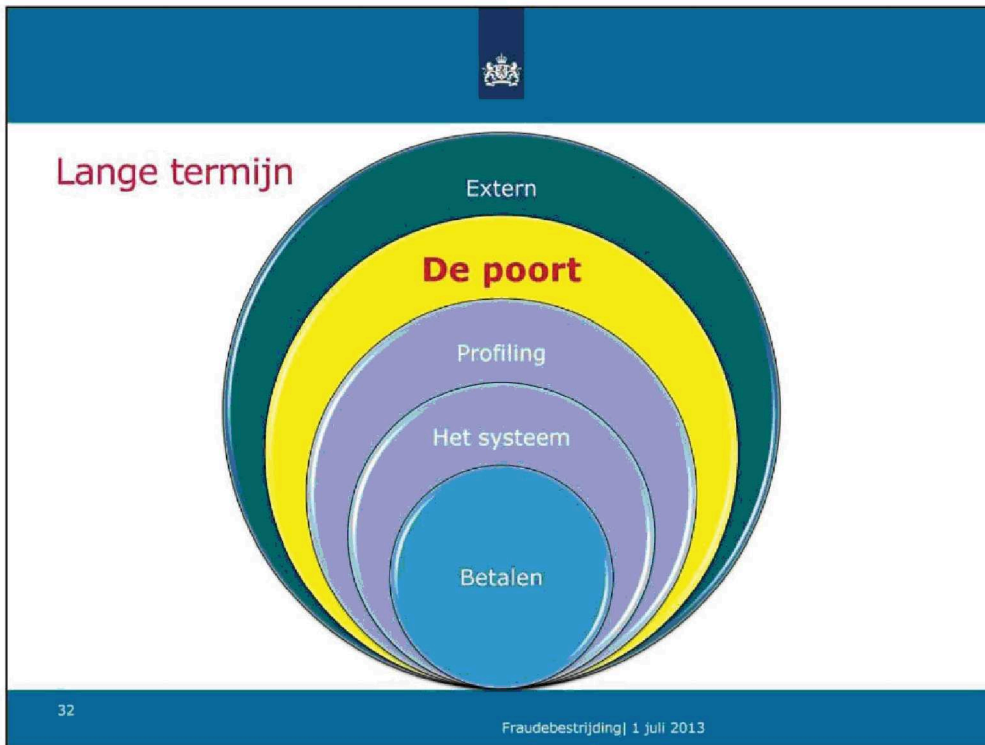 Lange termijn
Extern
De poort
Profiling
Het systeem
Betalen
32
Fraudebestrijding| 1 juli 2013